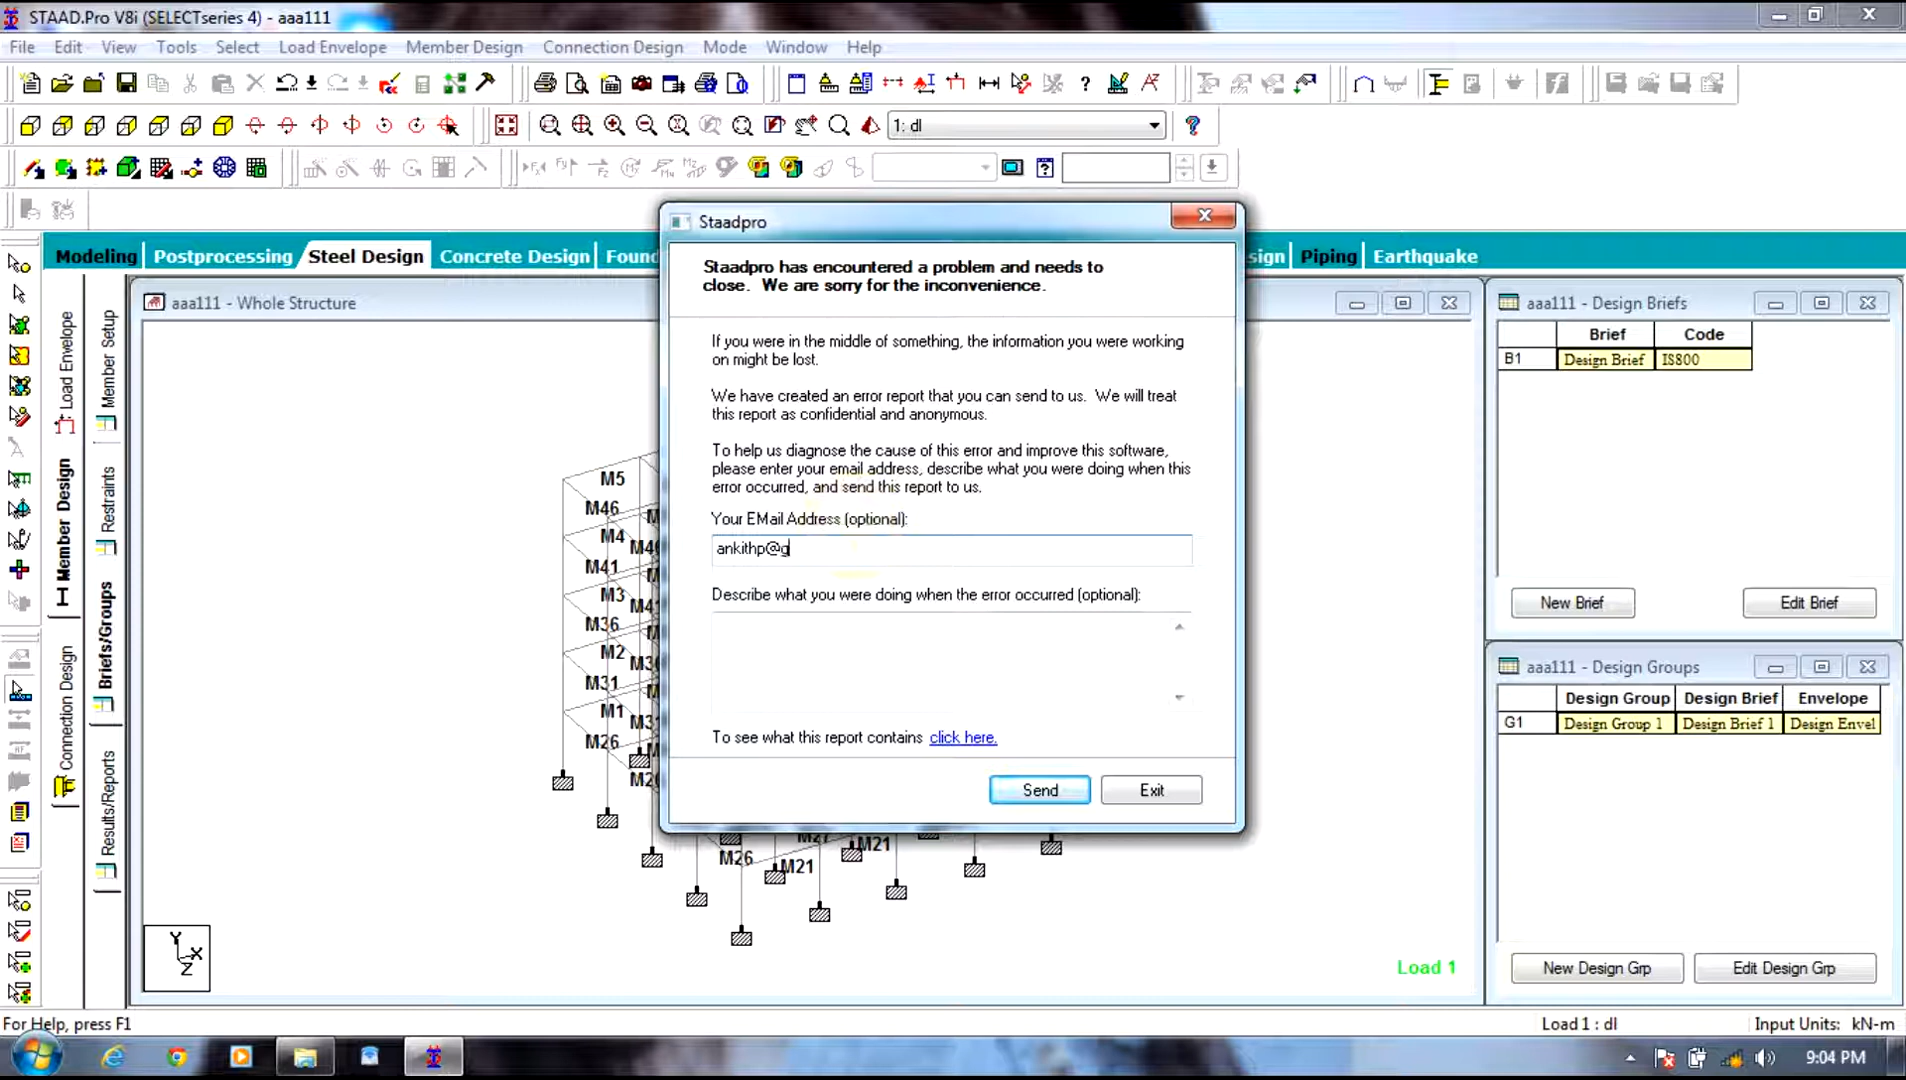 STAAD.Pro V8i (SELECTseries 4) - aaa111
File Edit View Tools Select Load Envelope Member Design Connection Design Mode Window Help
1: dl
Modeling Postprocessing Steel Design Concrete Design Found sign Piping Earthquake
Load Envelope
Member Design
Connection Design
Member Setup
Restraints
Briefs/Groups
Results/Reports
aaa111 - Whole Structure
M5
M46
M4
M41
M3
M36
M2
M31
M1
M26
M26
M21
M21
Y
X
Z
Load 1
Staadpro
Staadpro has encountered a problem and needs to
close. We are sorry for the inconvenience.
If you were in the middle of something, the information you were working
on might be lost.
We have created an error report that you can send to us. We will treat
this report as confidential and anonymous.
To help us diagnose the cause of this error and improve this software,
please enter your email address, describe what you were doing when this
error occurred, and send this report to us.
Your EMail Address (optional):
ankithp@g
Describe what you were doing when the error occurred (optional):
To see what this report contains click here.
Send Exit
aaa111 - Design Briefs
Brief Code
B1 Design Brief IS800
New Brief Edit Brief
aaa111 - Design Groups
Design Group Design Brief Envelope
G1 Design Group 1 Design Brief 1 Design Envel
New Design Grp Edit Design Grp
For Help, press F1 Load 1 : dl Input Units: kN-m
9:04 PM